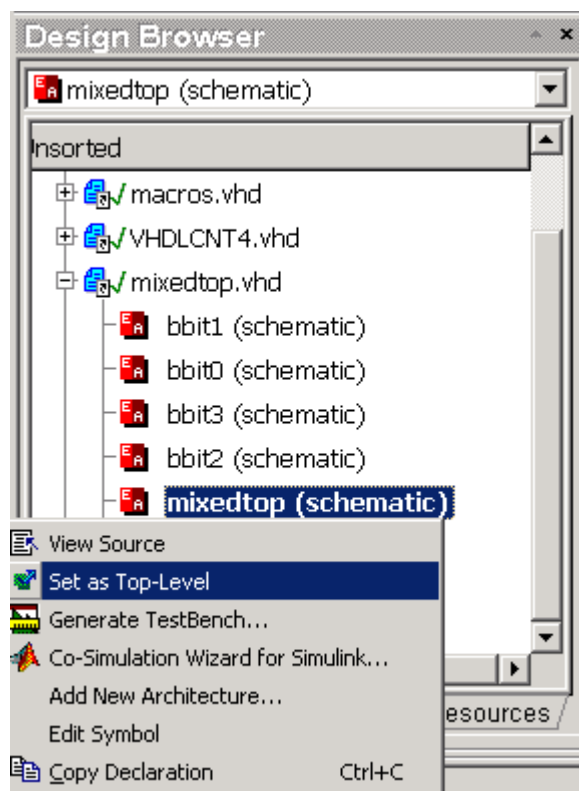 Design Browser
mixedtop (schematic)
Unsorted
macros.vhd
VHDLCNT4.vhd
mixedtop.vhd
bbit1 (schematic)
bbit0 (schematic)
bbit3 (schematic)
bbit2 (schematic)
mixedtop (schematic)
View Source
Set as Top-Level
Generate TestBench...
Co-Simulation Wizard for Simulink...
Add New Architecture...
esources
Edit Symbol
Copy Declaration Ctrl+C